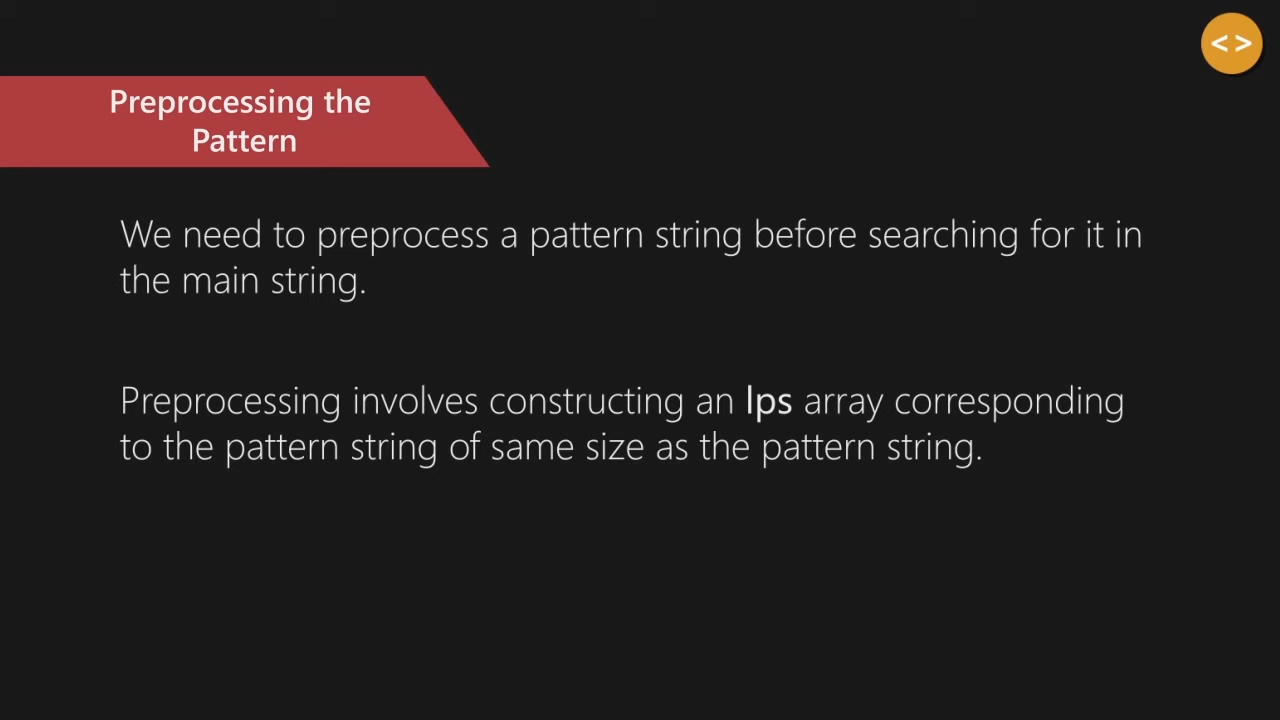 < >
Preprocessing the
Pattern
We need to preprocess a pattern string before searching for it in
the main string.
Preprocessing involves constructing an lps array corresponding
to the pattern string of same size as the pattern string.